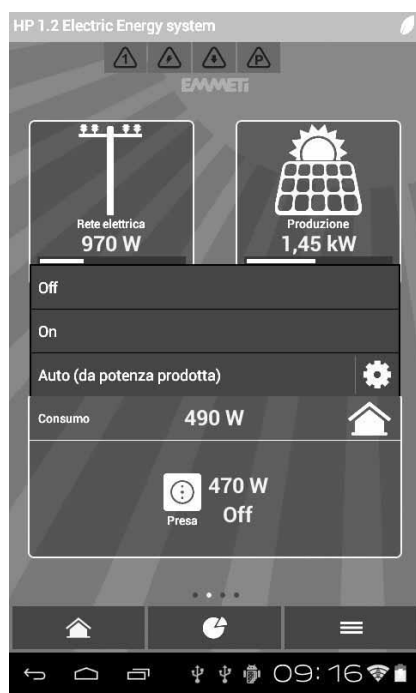 HP 1.2 Electric Energy system
1
P
EMMETi
Rete elettrica
970 W
Produzione
1,45 kW
Off
On
Auto (da potenza prodotta)
Consumo 490 W
470 W
Presa Off
09:16